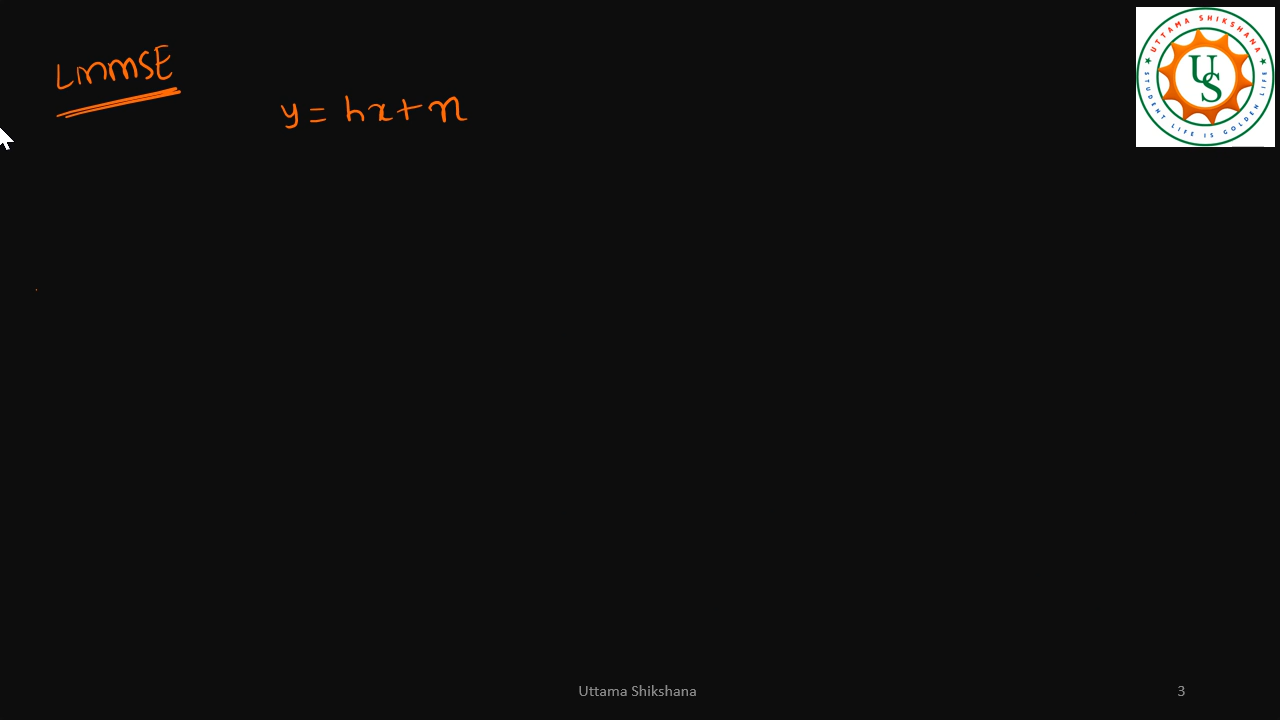 LMMSE
y = hx + n
UTTAMA SHIKSHANA
US
STUDENT LIFE IS GOLDEN LIFE
Uttama Shikshana
3